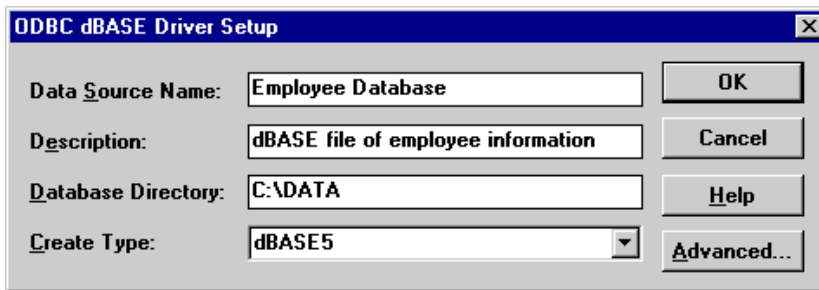 ODBC dBASE Driver Setup
Data Source Name: Employee Database OK
Description: dBASE file of employee information Cancel
Database Directory: C:\DATA Help
Create Type: dBASE5 Advanced...